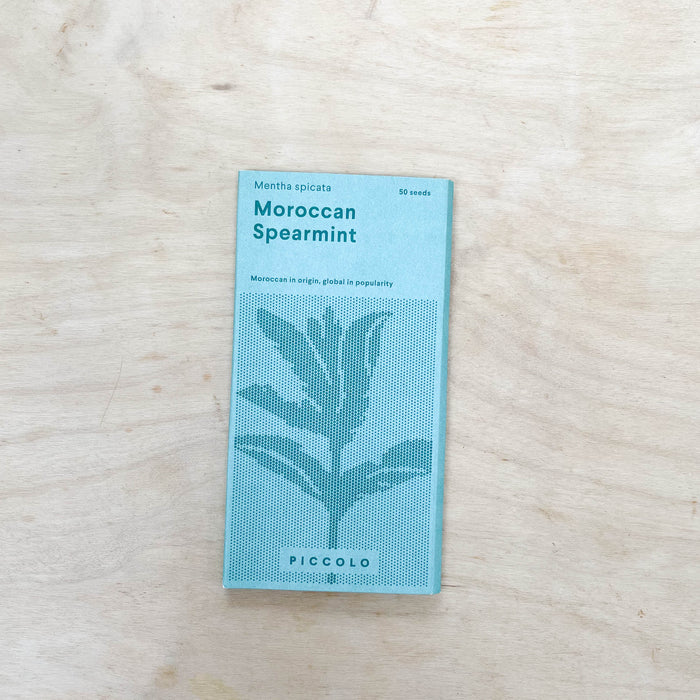 Mentha spicata
50 seeds
Moroccan
Spearmint
Moroccan in origin, global in popularity
PICCOLO